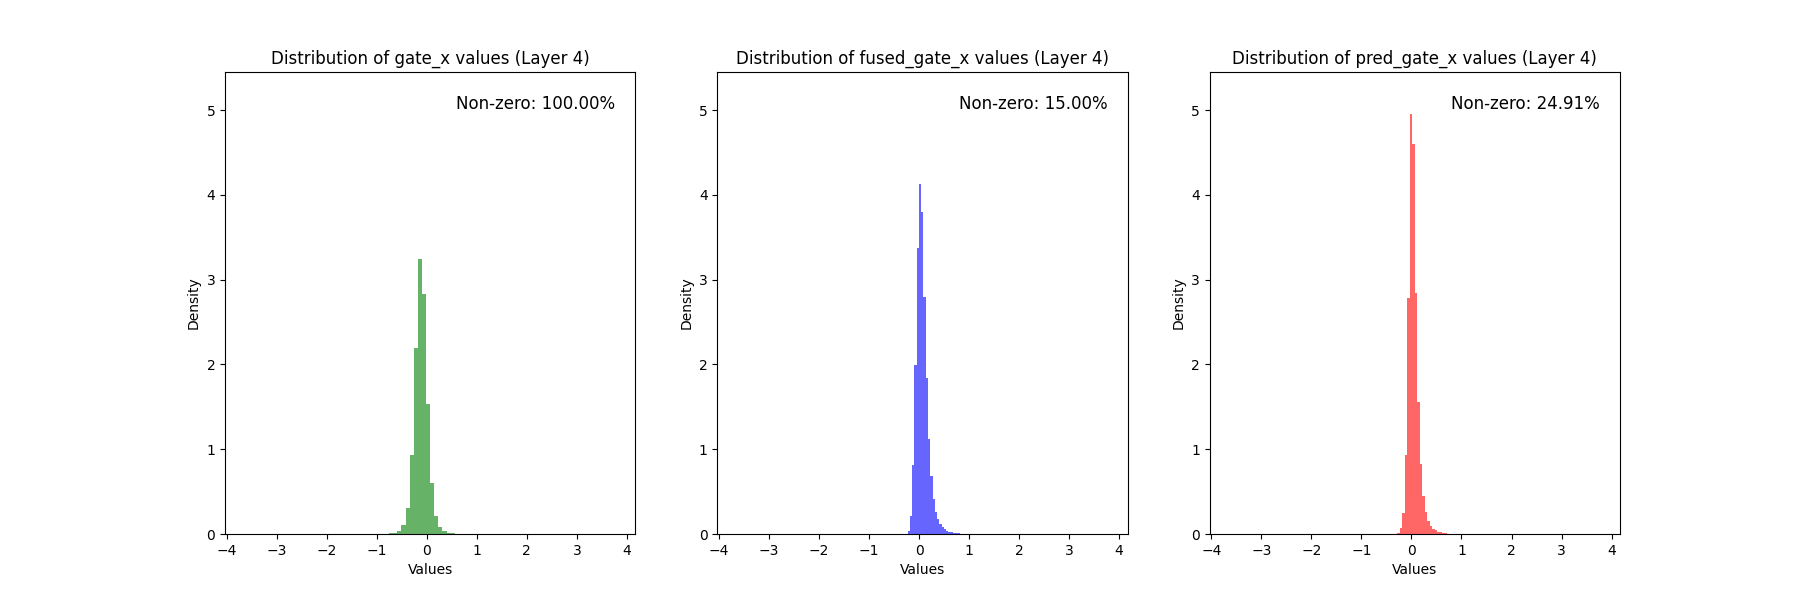 Distribution of gate_x values (Layer 4)
Non-zero: 100.00%
5
4
3
2
1
0
Density
−4 −3 −2 −1 0 1 2 3 4
Values
Distribution of fused_gate_x values (Layer 4)
Non-zero: 15.00%
5
4
3
2
1
0
Density
−4 −3 −2 −1 0 1 2 3 4
Values
Distribution of pred_gate_x values (Layer 4)
Non-zero: 24.91%
5
4
3
2
1
0
Density
−4 −3 −2 −1 0 1 2 3 4
Values